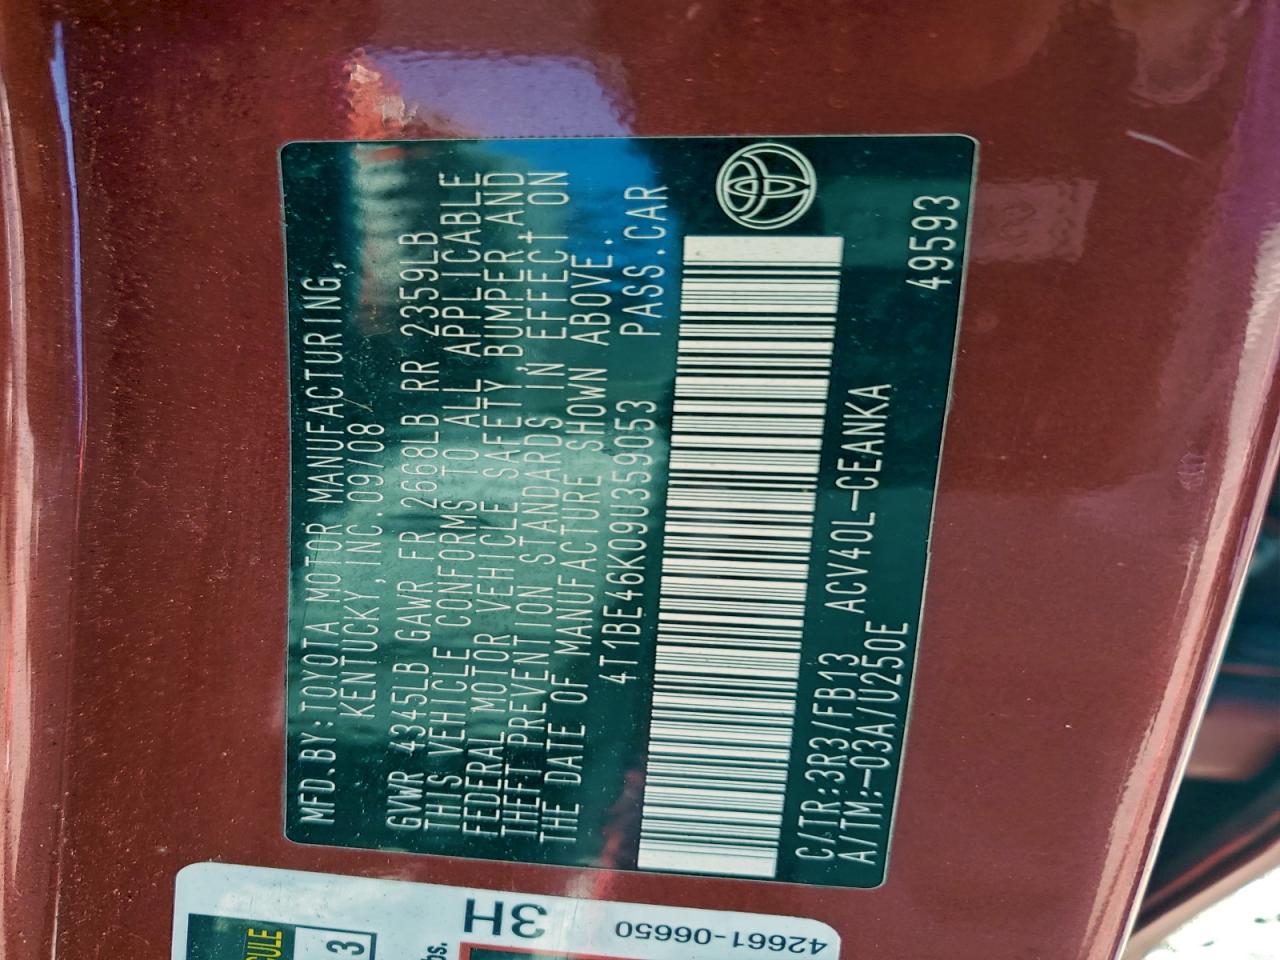 MFD.BY:TOYOTA MOTOR MANUFACTURING,
KENTUCKY,INC.09/08
GVWR 4345LB GAWR FR 2668LB RR 2359LB
THIS VEHICLE CONFORMS TO ALL APPLICABLE
FEDERAL MOTOR VEHICLE SAFETY,BUMPER,AND
THEFT PREVENTION STANDARDS IN EFFECT ON
THE DATE OF MANUFACTURE SHOWN ABOVE.
4T1BE46K09U359053 PASS.CAR
C/TR:3R3/FB13 ACV40L-CEANKA
A/TM:-03A/U250E 49593
3H
42661-06650
3